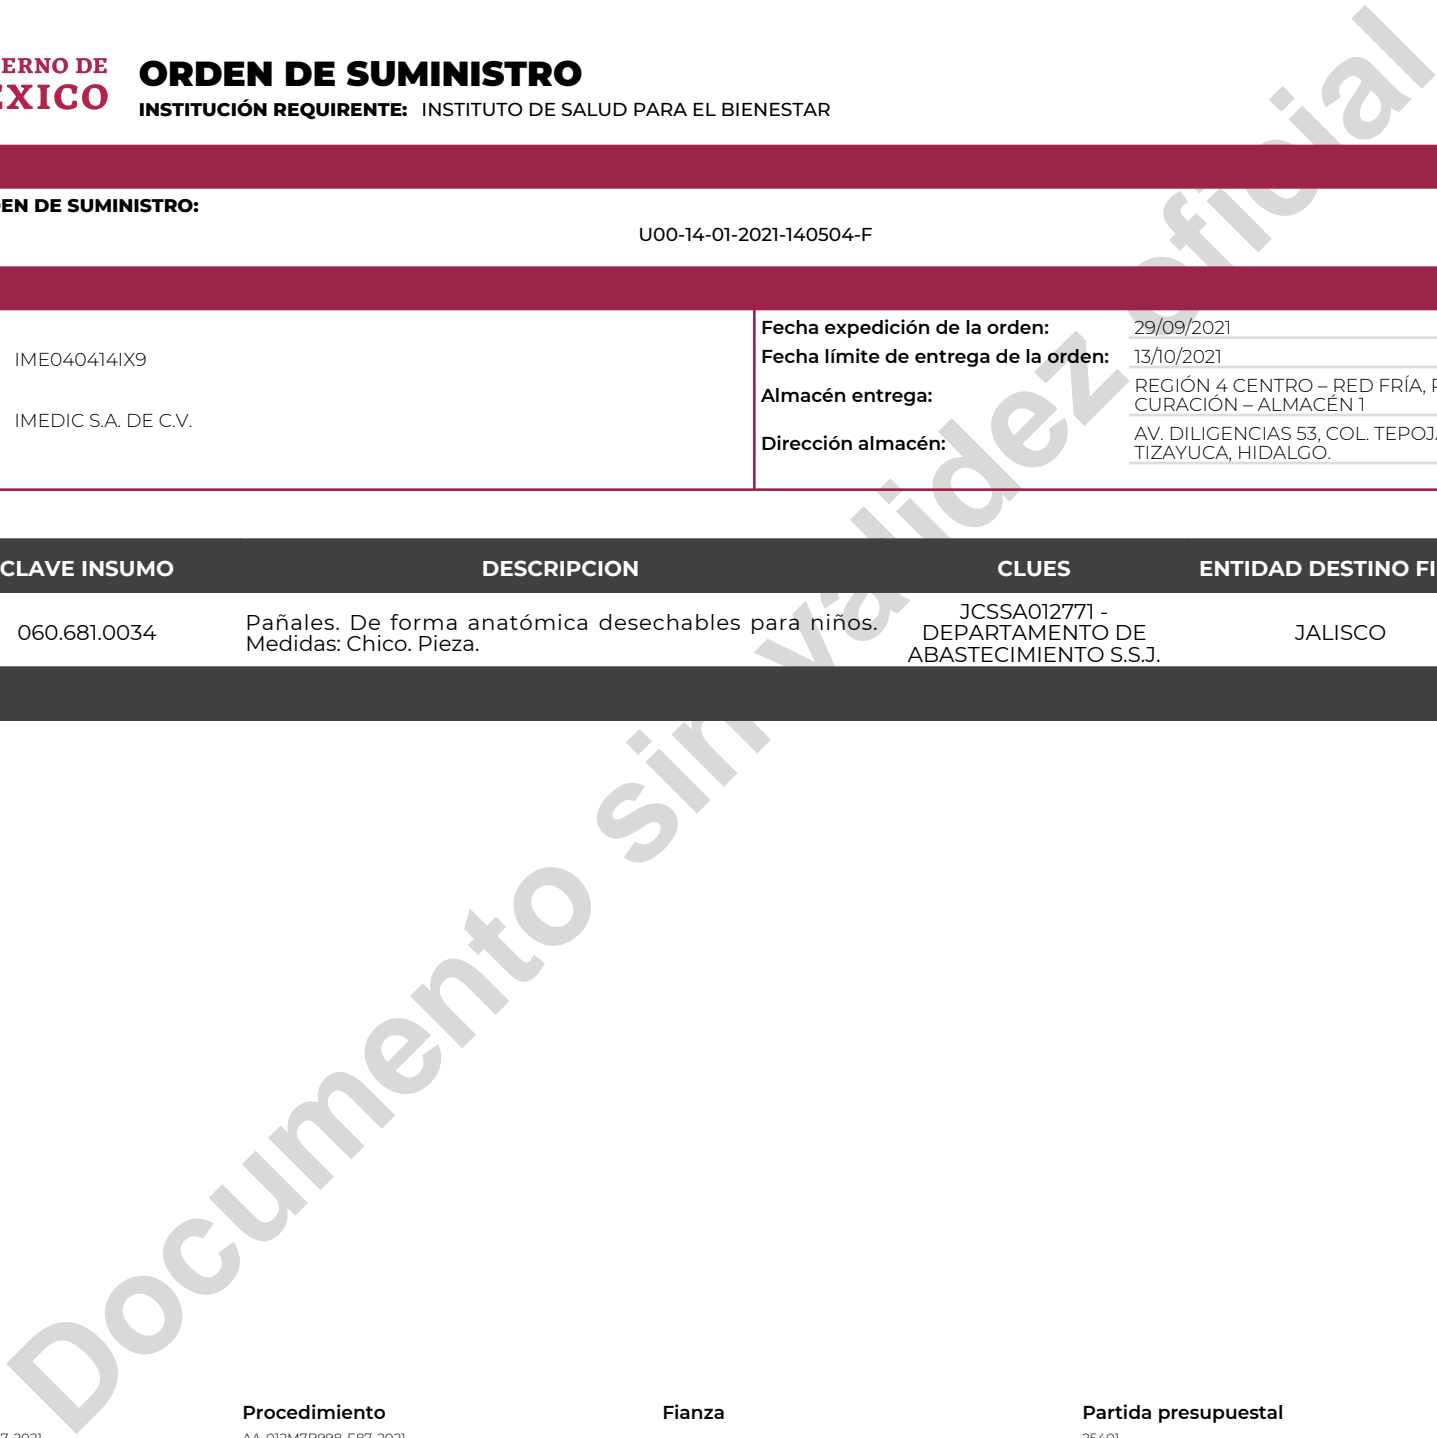 ERNO DE
ÉXICO
ORDEN DE SUMINISTRO
INSTITUCIÓN REQUIRENTE: INSTITUTO DE SALUD PARA EL BIENESTAR
EN DE SUMINISTRO:
U00-14-01-2021-140504-F
IME040414IX9
IMEDIC S.A. DE C.V.
Fecha expedición de la orden: 29/09/2021
Fecha límite de entrega de la orden: 13/10/2021
Almacén entrega: REGIÓN 4 CENTRO – RED FRÍA,
CURACIÓN – ALMACÉN 1
Dirección almacén: AV. DILIGENCIAS 53, COL. TEPOJA
TIZAYUCA, HIDALGO.
CLAVE INSUMO DESCRIPCION CLUES ENTIDAD DESTINO FI
060.681.0034 Pañales. De forma anatómica desechables para niños.
Medidas: Chico. Pieza.
JCSSA012771 -
DEPARTAMENTO DE
ABASTECIMIENTO S.S.J.
JALISCO
Documento sin validez oficial
Procedimiento Fianza Partida presupuestal